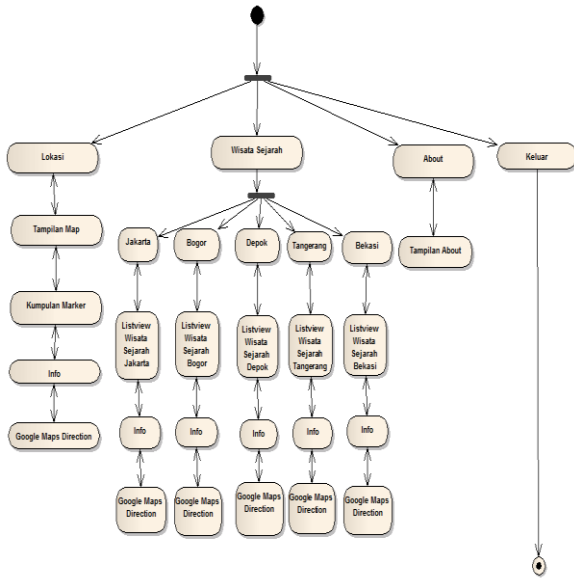 Lokasi
Wisata Sejarah
About
Keluar
Tampilan Map
Jakarta
Bogor
Depok
Tangerang
Bekasi
Tampilan About
Kumpulan Marker
Listview
Wisata
Sejarah
Jakarta
Listview
Wisata
Sejarah
Bogor
Listview
Wisata
Sejarah
Depok
Listview
Wisata
Sejarah
Tangerang
Listview
Wisata
Sejarah
Bekasi
Info
Google Maps Direction
Info
Info
Info
Info
Info
Google Maps
Direction
Google Maps
Direction
Google Maps
Direction
Google Maps
Direction
Google Maps
Direction